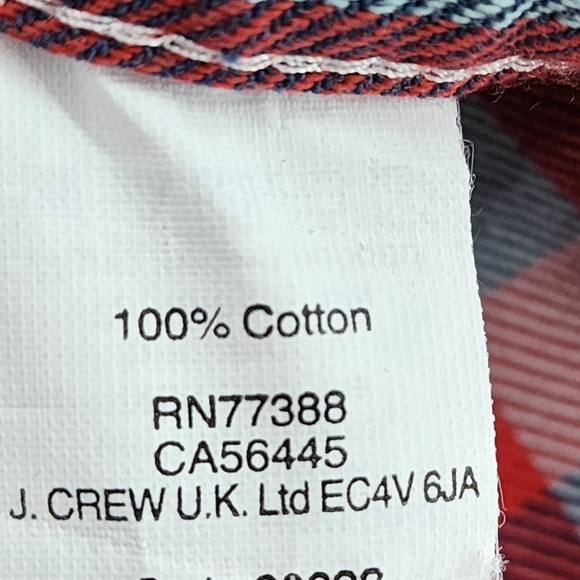 100% Cotton
RN77388
CA56445
J. CREW U.K. Ltd EC4V 6JA